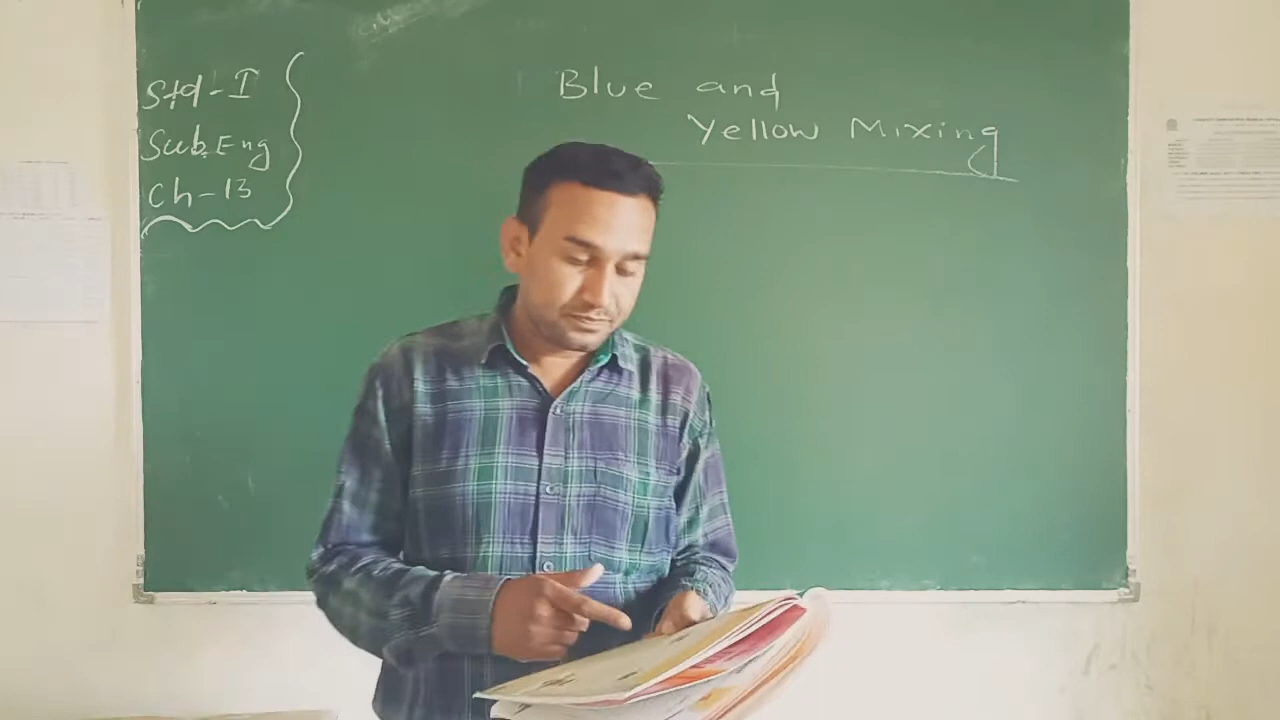 Std-I
Sub. Eng
Ch-13
Blue and
Yellow Mixing